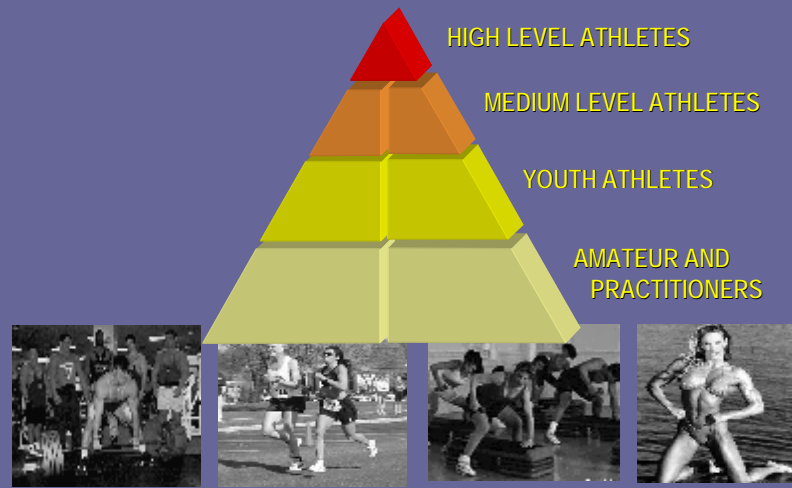 HIGH LEVEL ATHLETES
MEDIUM LEVEL ATHLETES
YOUTH ATHLETES
AMATEUR AND
PRACTITIONERS